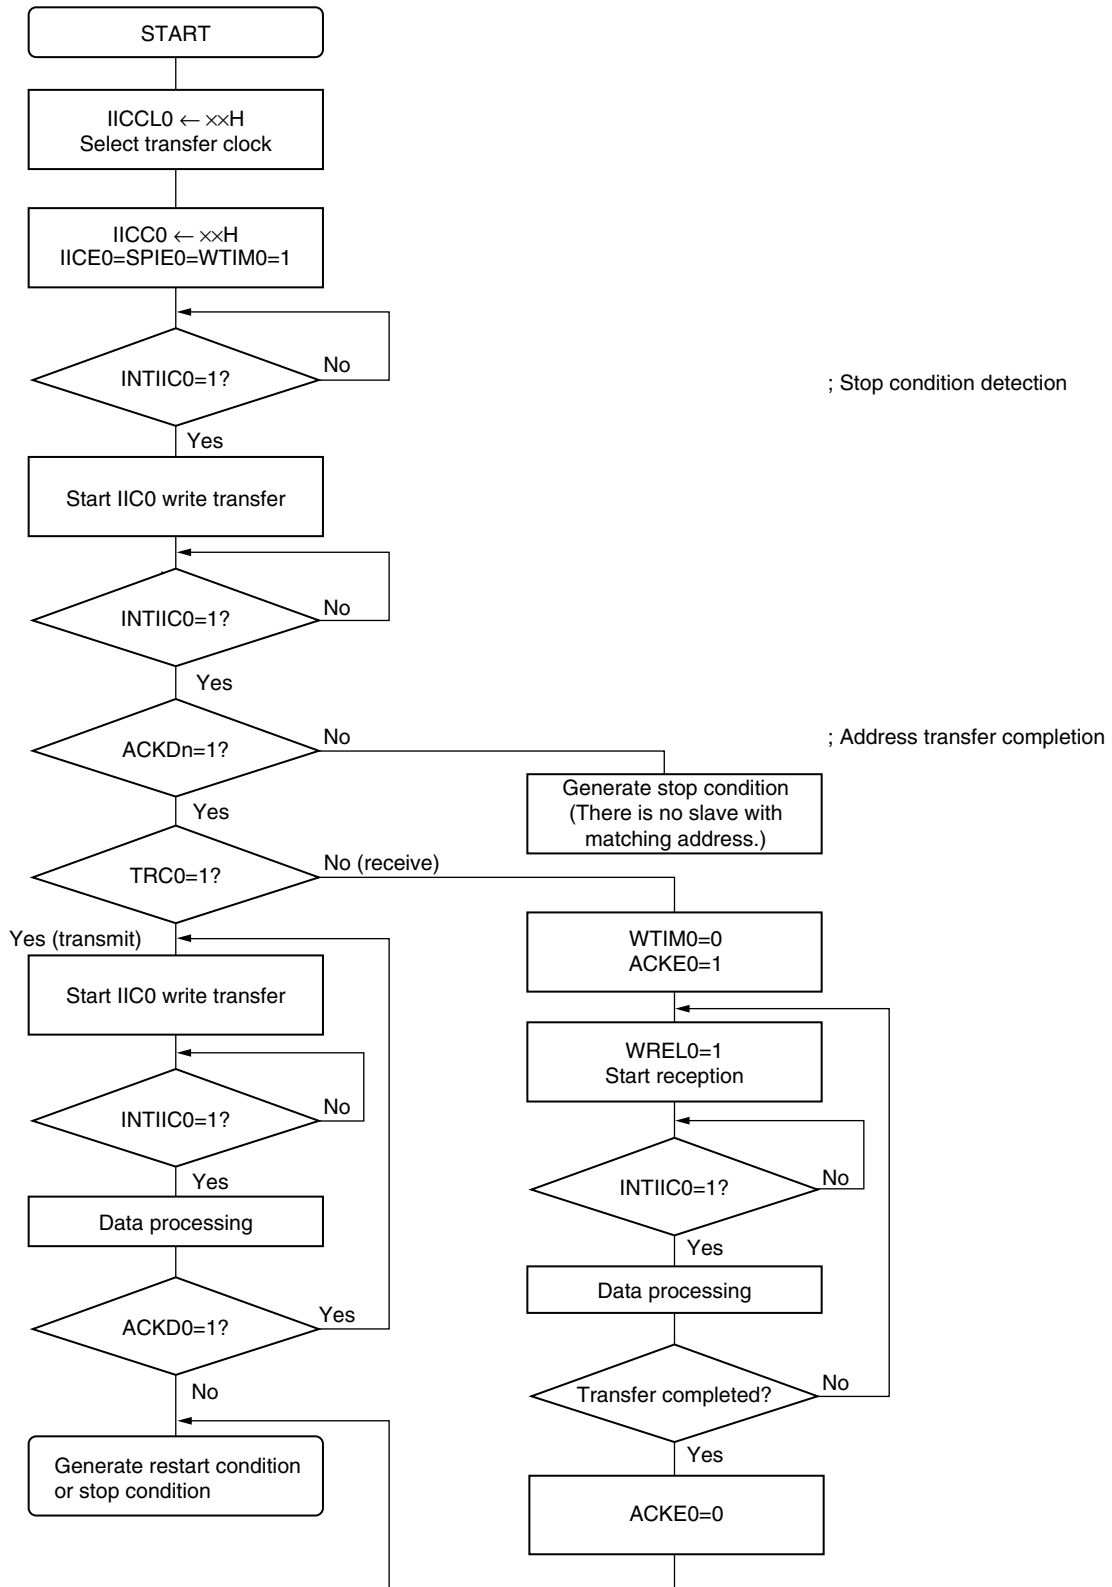 START
IICCL0 ← ××H
Select transfer clock
IICC0 ← ××H
IICE0=SPIE0=WTIM0=1
INTIIC0=1?
No
; Stop condition detection
Yes
Start IIC0 write transfer
INTIIC0=1?
No
Yes
ACKDn=1?
No
; Address transfer completion
Generate stop condition
(There is no slave with
matching address.)
Yes
TRC0=1?
No (receive)
Yes (transmit)
WTIM0=0
ACKE0=1
Start IIC0 write transfer
WREL0=1
Start reception
INTIIC0=1?
No
INTIIC0=1?
No
Yes
Yes
Data processing
Data processing
ACKD0=1?
Yes
Transfer completed?
No
No
Yes
Generate restart condition
or stop condition
ACKE0=0